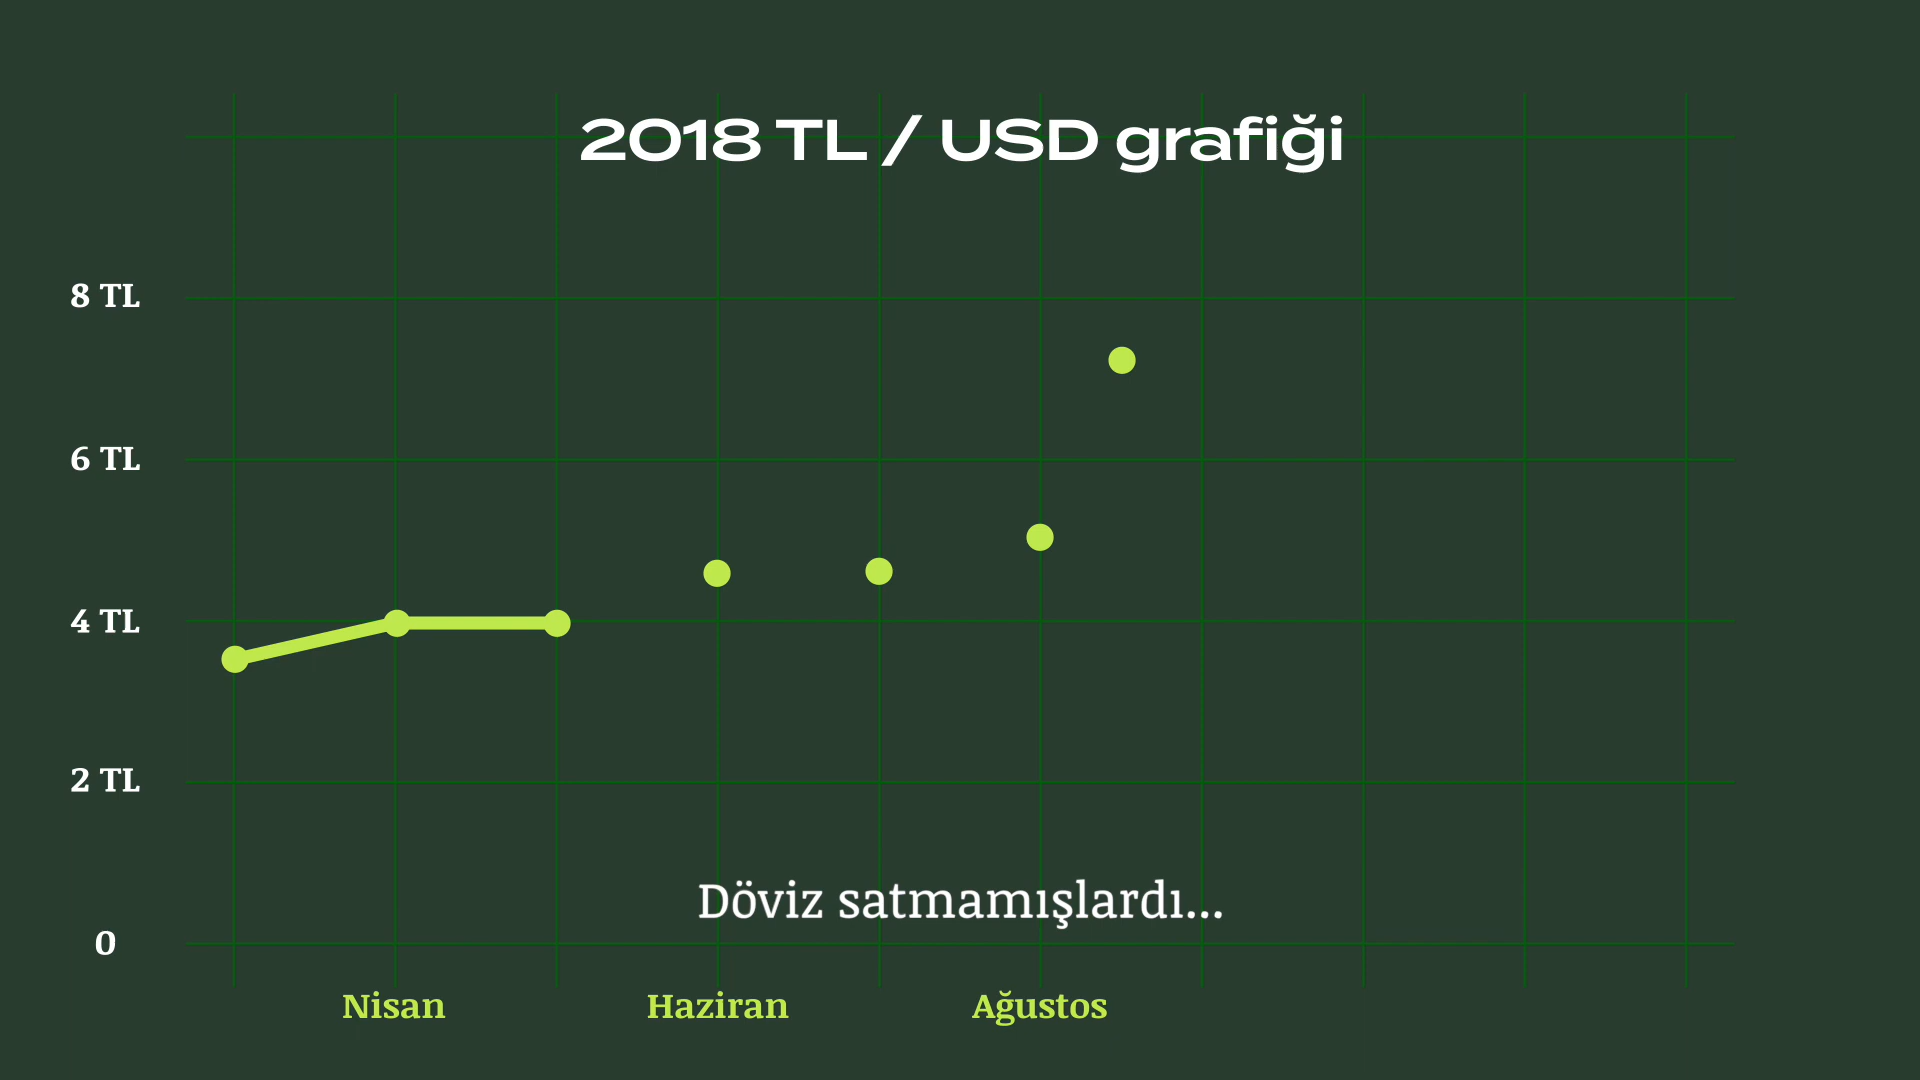 2018 TL / USD grafiği
8 TL
6 TL
4 TL
2 TL
0
Döviz satmamışlardı...
Nisan
Haziran
Ağustos